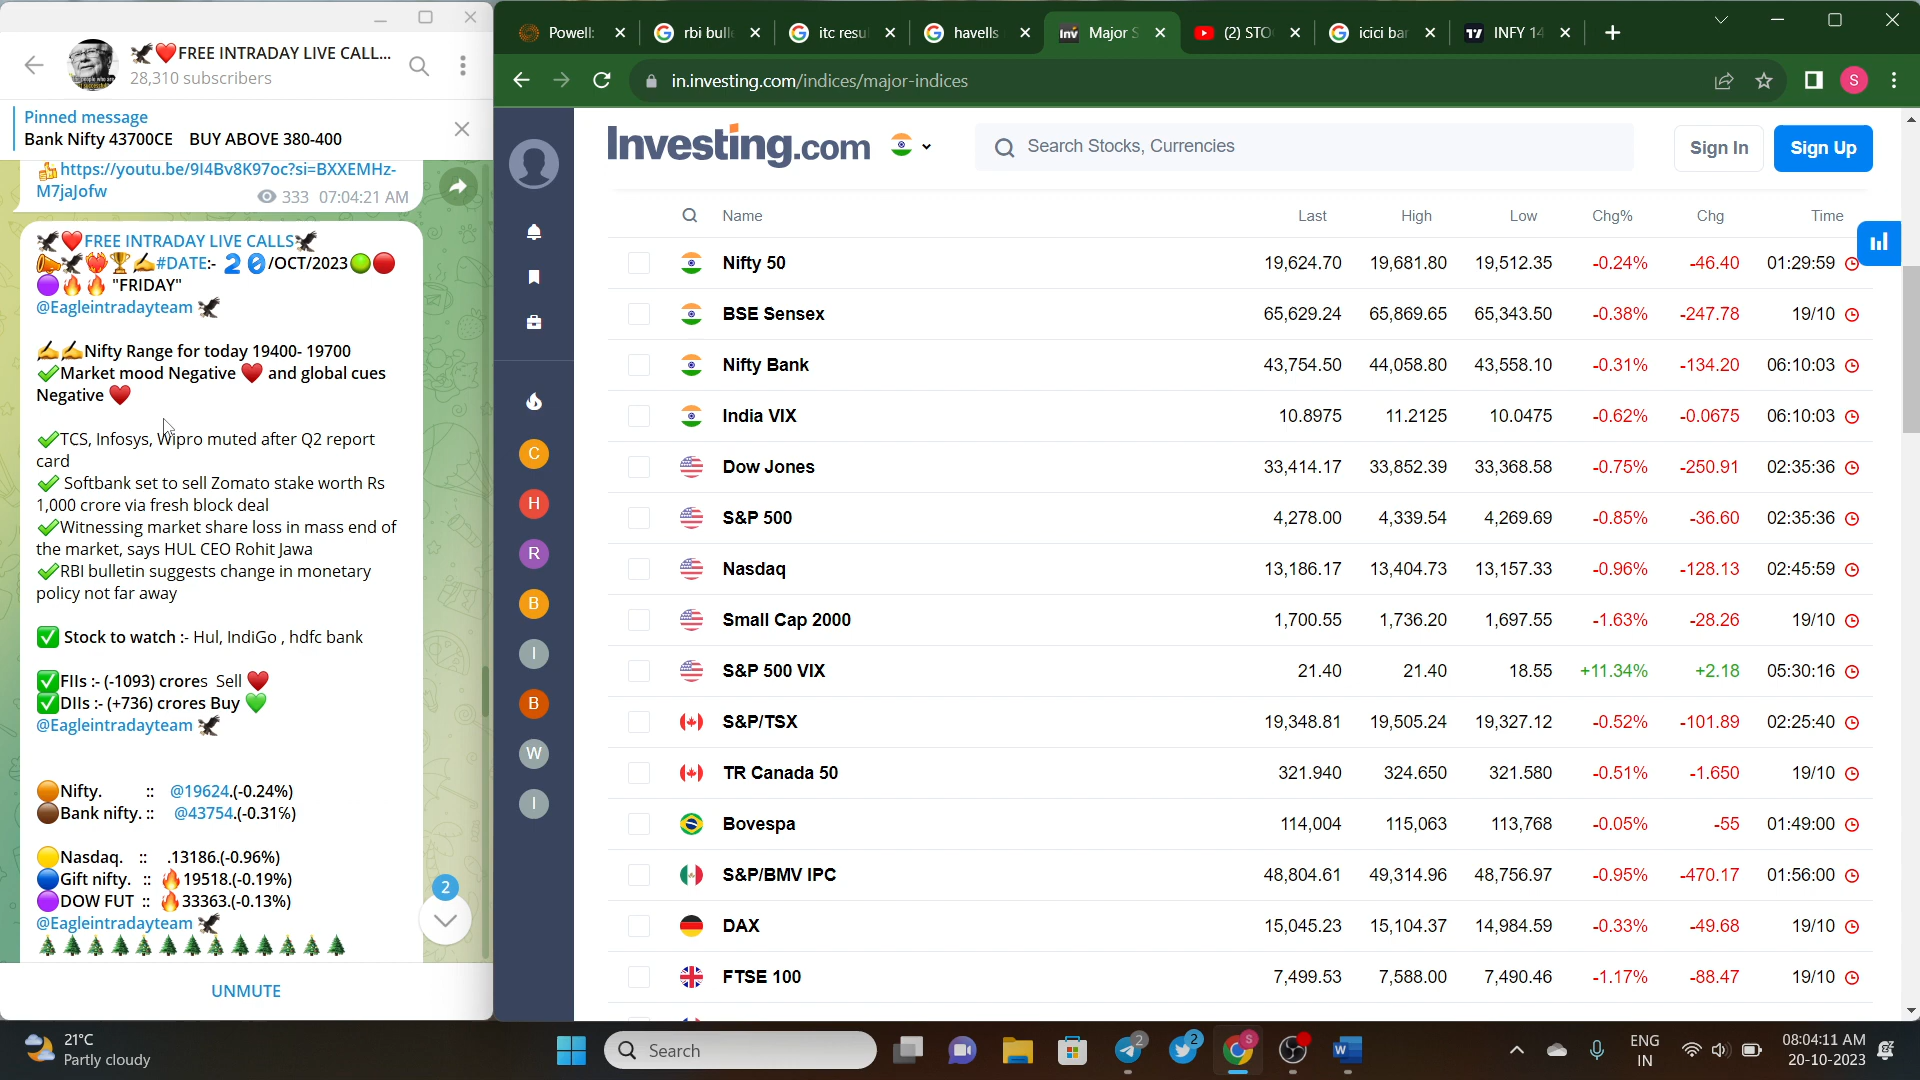 FREE INTRADAY LIVE CALL...
28,310 subscribers
Pinned message
Bank Nifty 43700CE BUY ABOVE 380-400
https://youtu.be/9I4Bv8K97oc?si=BXXEMHz-
M7jaJofw
333 07:04:21 AM
FREE INTRADAY LIVE CALLS
#DATE:- 2 0/OCT/2023
"FRIDAY"
@Eagleintradayteam
Nifty Range for today 19400- 19700
Market mood Negative and global cues
Negative
TCS, Infosys, Wipro muted after Q2 report
card
Softbank set to sell Zomato stake worth Rs
1,000 crore via fresh block deal
Witnessing market share loss in mass end of
the market, says HUL CEO Rohit Jawa
RBI bulletin suggests change in monetary
policy not far away
Stock to watch :- Hul, IndiGo , hdfc bank
FIIs :- (-1093) crores Sell
DIIs :- (+736) crores Buy
@Eagleintradayteam
Nifty. :: @19624.(-0.24%)
Bank nifty. :: @43754.(-0.31%)
Nasdaq. :: .13186.(-0.96%)
Gift nifty. :: 19518.(-0.19%)
DOW FUT :: 33363.(-0.13%)
@Eagleintradayteam
2
UNMUTE
Powell:
rbi bulle
itc resul
havells
Inv Major S
(2) STO
icici bar
INFY 14
in.investing.com/indices/major-indices
S
Investing.com
Search Stocks, Currencies
Sign In
Sign Up
C
H
R
B
I
B
W
I
Name Last High Low Chg% Chg Time
Nifty 50 19,624.70 19,681.80 19,512.35 -0.24% -46.40 01:29:59
BSE Sensex 65,629.24 65,869.65 65,343.50 -0.38% -247.78 19/10
Nifty Bank 43,754.50 44,058.80 43,558.10 -0.31% -134.20 06:10:03
India VIX 10.8975 11.2125 10.0475 -0.62% -0.0675 06:10:03
Dow Jones 33,414.17 33,852.39 33,368.58 -0.75% -250.91 02:35:36
S&P 500 4,278.00 4,339.54 4,269.69 -0.85% -36.60 02:35:36
Nasdaq 13,186.17 13,404.73 13,157.33 -0.96% -128.13 02:45:59
Small Cap 2000 1,700.55 1,736.20 1,697.55 -1.63% -28.26 19/10
S&P 500 VIX 21.40 21.40 18.55 +11.34% +2.18 05:30:16
S&P/TSX 19,348.81 19,505.24 19,327.12 -0.52% -101.89 02:25:40
TR Canada 50 321.940 324.650 321.580 -0.51% -1.650 19/10
Bovespa 114,004 115,063 113,768 -0.05% -55 01:49:00
S&P/BMV IPC 48,804.61 49,314.96 48,756.97 -0.95% -470.17 01:56:00
DAX 15,045.23 15,104.37 14,984.59 -0.33% -49.68 19/10
FTSE 100 7,499.53 7,588.00 7,490.46 -1.17% -88.47 19/10
21°C
Partly cloudy
Search
2
2
S
W
ENG
IN
08:04:11 AM
20-10-2023